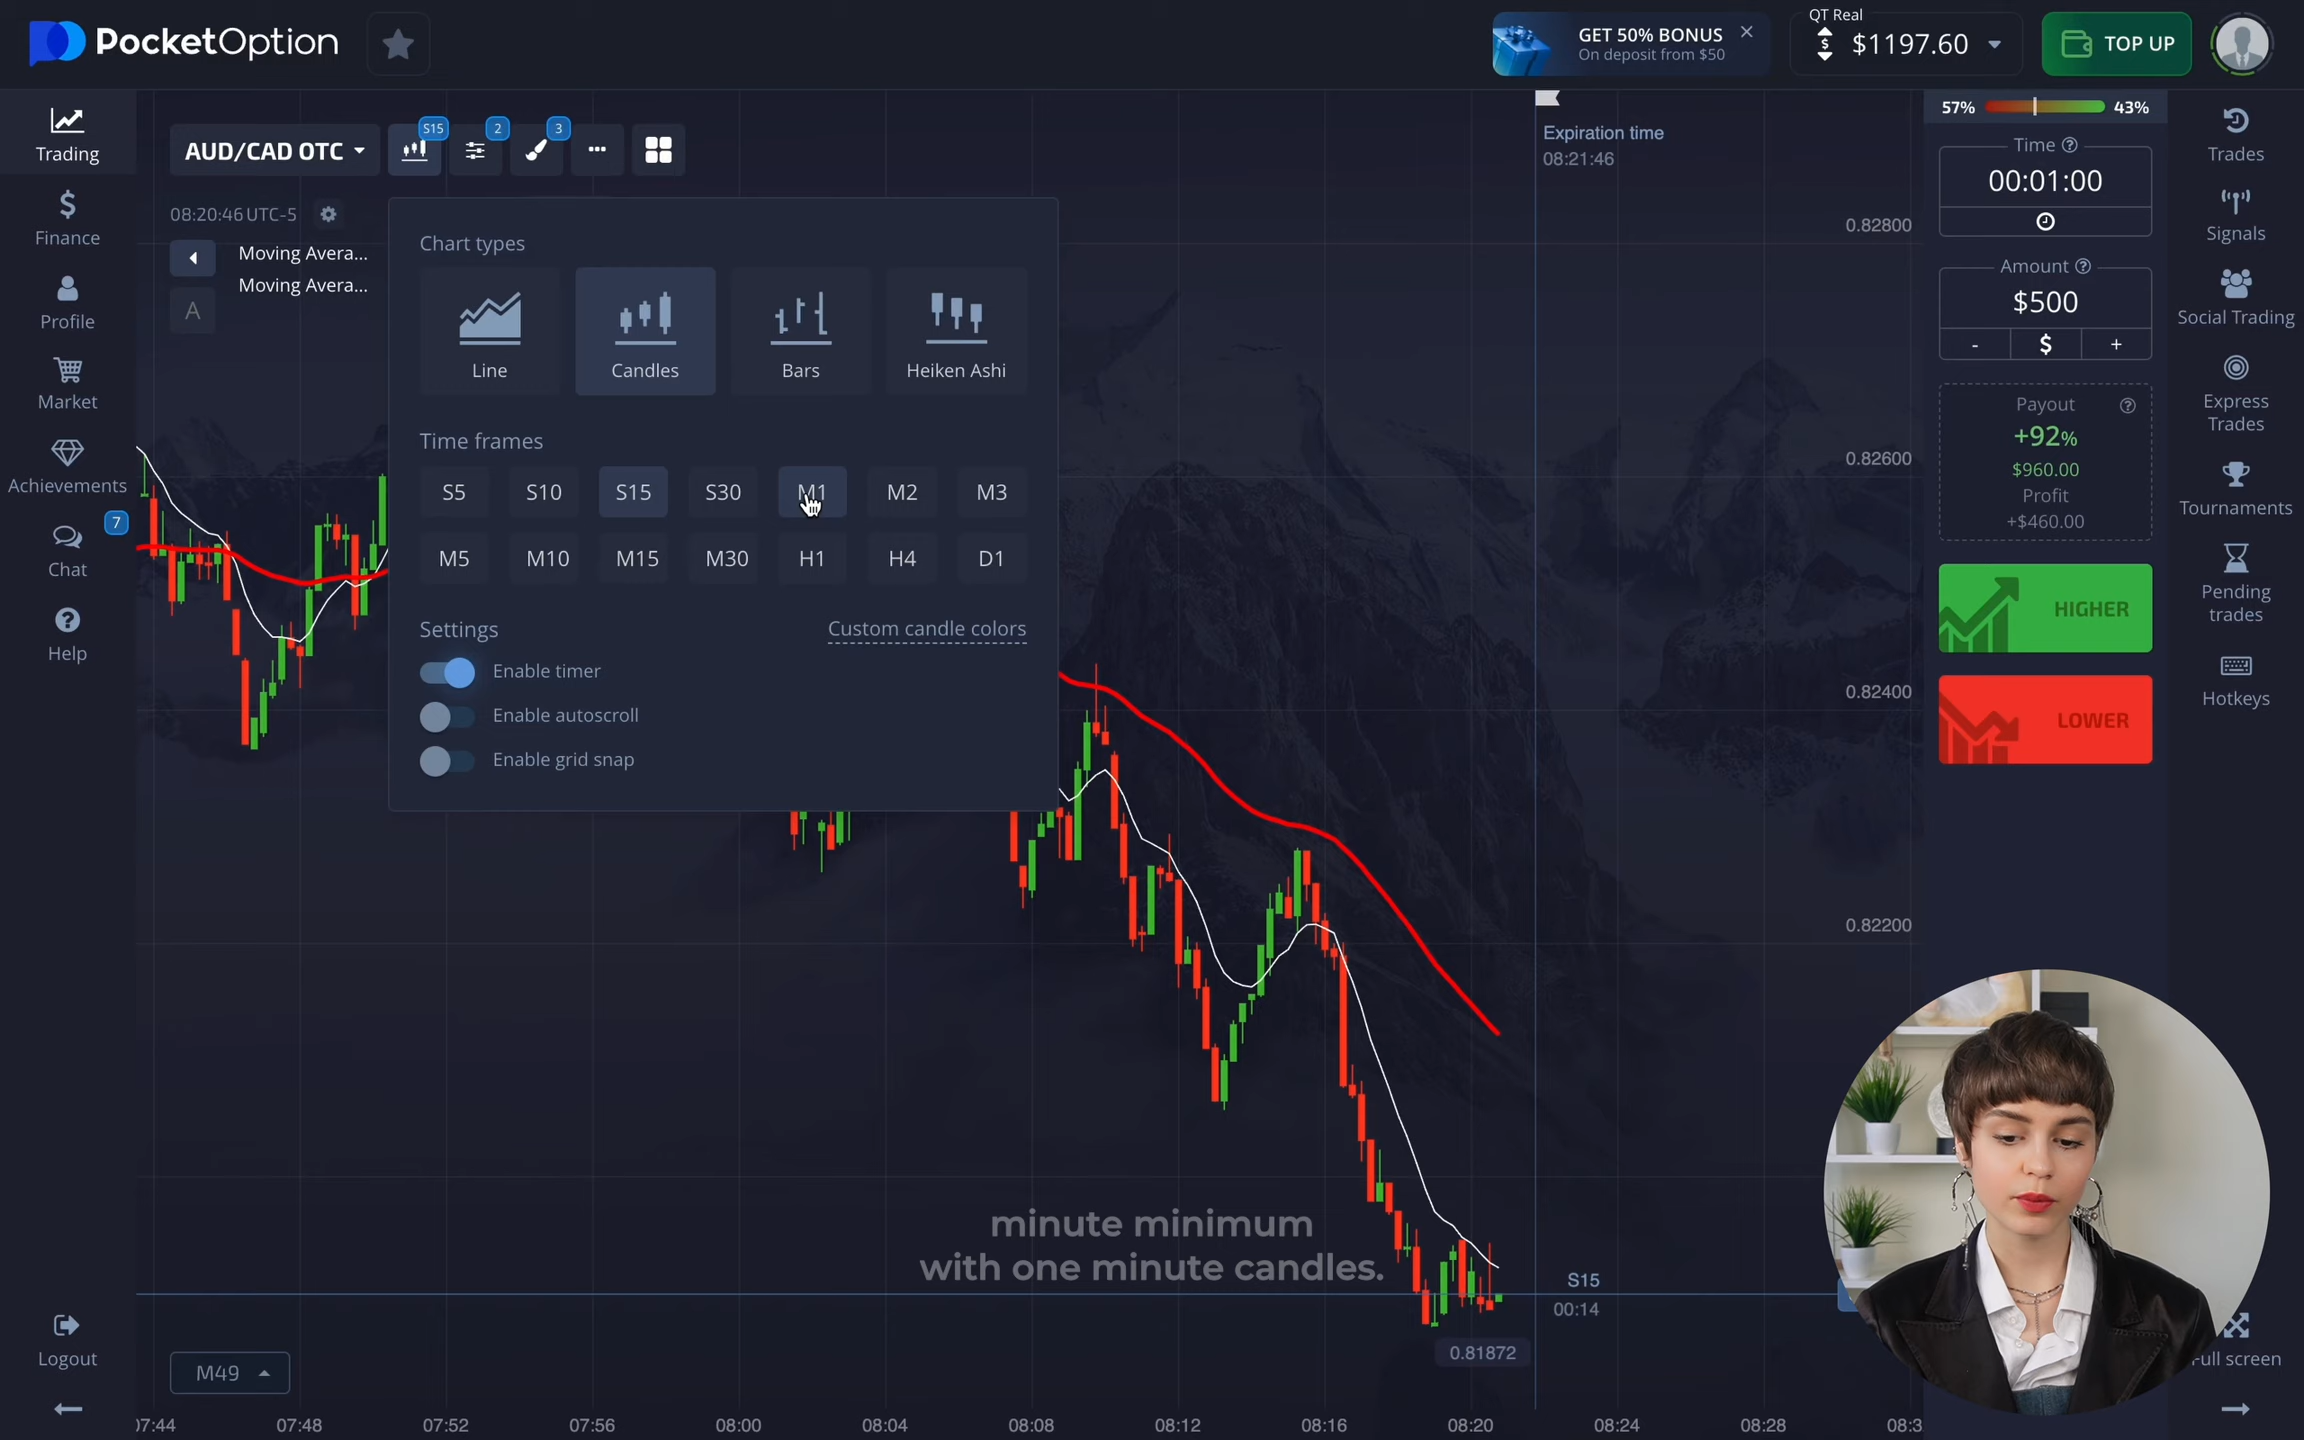 PocketOption
GET 50% BONUS
On deposit from $50
QT Real
$1197.60
TOP UP
Trading
Finance
Profile
Market
Achievements
7
Chat
Help
Logout
AUD/CAD OTC
S15
2
3
08:20:46 UTC-5
Moving Avera...
Moving Avera...
A
Chart types
Line
Candles
Bars
Heiken Ashi
Time frames
S5
S10
S15
S30
M1
M2
M3
M5
M10
M15
M30
H1
H4
D1
Settings
Custom candle colors
Enable timer
Enable autoscroll
Enable grid snap
Expiration time
08:21:46
0.82800
0.82600
0.82400
0.82200
57%
43%
Time
00:01:00
Amount
$500
-
$
+
Payout
+92%
$960.00
Profit
+$460.00
HIGHER
LOWER
Trades
Signals
Social Trading
Express
Trades
Tournaments
Pending
trades
Hotkeys
Full screen
minute minimum
with one minute candles.
S15
00:14
0.81872
M49
07:44
07:48
07:52
07:56
08:00
08:04
08:08
08:12
08:16
08:20
08:24
08:28
08:3